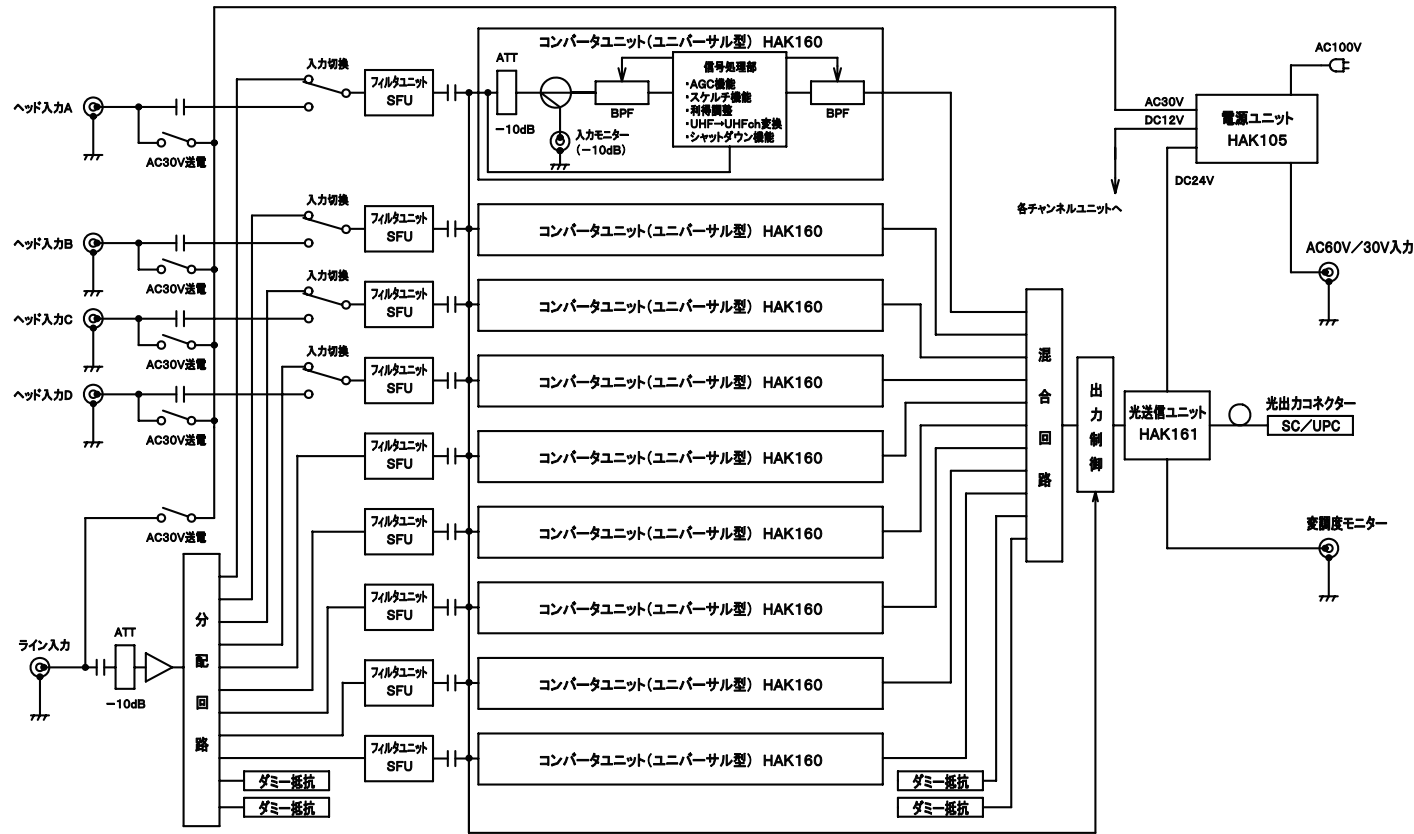 コンバータユニット（ユニバーサル型） HAK160
AC100V
入力切換
ATT
信号処理部
・AGC機能
・スケルチ機能
・利得調整
・UHF→UHFch変換
・シャットダウン機能
フィルタユニット
SFU
－10dB
BPF
BPF
入力モニター
（－10dB）
ヘッド入力A
AC30V送電
AC30V
DC12V
電源ユニット
HAK105
DC24V
各チャンネルユニットへ
入力切換
フィルタユニット
SFU
コンバータユニット（ユニバーサル型） HAK160
ヘッド入力B
AC30V送電
AC60V／30V入力
入力切換
フィルタユニット
SFU
コンバータユニット（ユニバーサル型） HAK160
ヘッド入力C
AC30V送電
入力切換
フィルタユニット
SFU
コンバータユニット（ユニバーサル型） HAK160
ヘッド入力D
AC30V送電
混合回路
出力制御
光送信ユニット
HAK161
光出力コネクター
SC／UPC
フィルタユニット
SFU
コンバータユニット（ユニバーサル型） HAK160
AC30V送電
フィルタユニット
SFU
コンバータユニット（ユニバーサル型） HAK160
変調度モニター
フィルタユニット
SFU
コンバータユニット（ユニバーサル型） HAK160
ライン入力
ATT
－10dB
分配回路
フィルタユニット
SFU
コンバータユニット（ユニバーサル型） HAK160
フィルタユニット
SFU
コンバータユニット（ユニバーサル型） HAK160
ダミー抵抗
ダミー抵抗
ダミー抵抗
ダミー抵抗